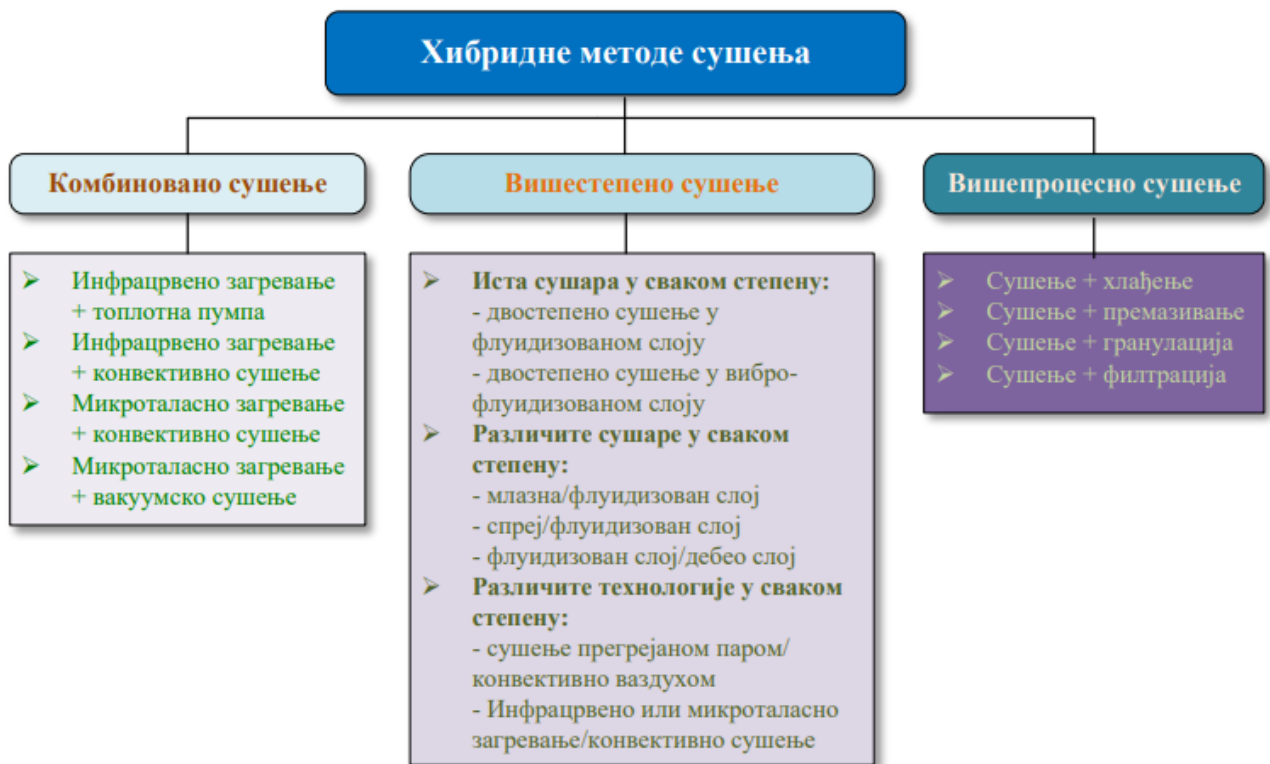 Хибридне методе сушења
Комбиновано сушење
➤ Инфрацрвено загревање
+ топлотна пумпа
➤ Инфрацрвено загревање
+ конвективно сушење
➤ Микроталасно загревање
+ конвективно сушење
➤ Микроталасно загревање
+ вакуумско сушење
Вишестепено сушење
➤ Иста сушара у сваком степену:
- двостепено сушење у
флуидизованом слоју
- двостепено сушење у вибро-
флуидизованом слоју
➤ Различите сушаре у сваком
степену:
- млазна/флуидизован слој
- спреј/флуидизован слој
- флуидизован слој/дебео слој
➤ Различите технологије у сваком
степену:
- сушење прегрејаном паром/
конвективно ваздухом
- Инфрацрвено или микроталасно
загревање/конвективно сушење
Вишепроцесно сушење
➤ Сушење + хлађење
➤ Сушење + премазивање
➤ Сушење + гранулација
➤ Сушење + филтрација